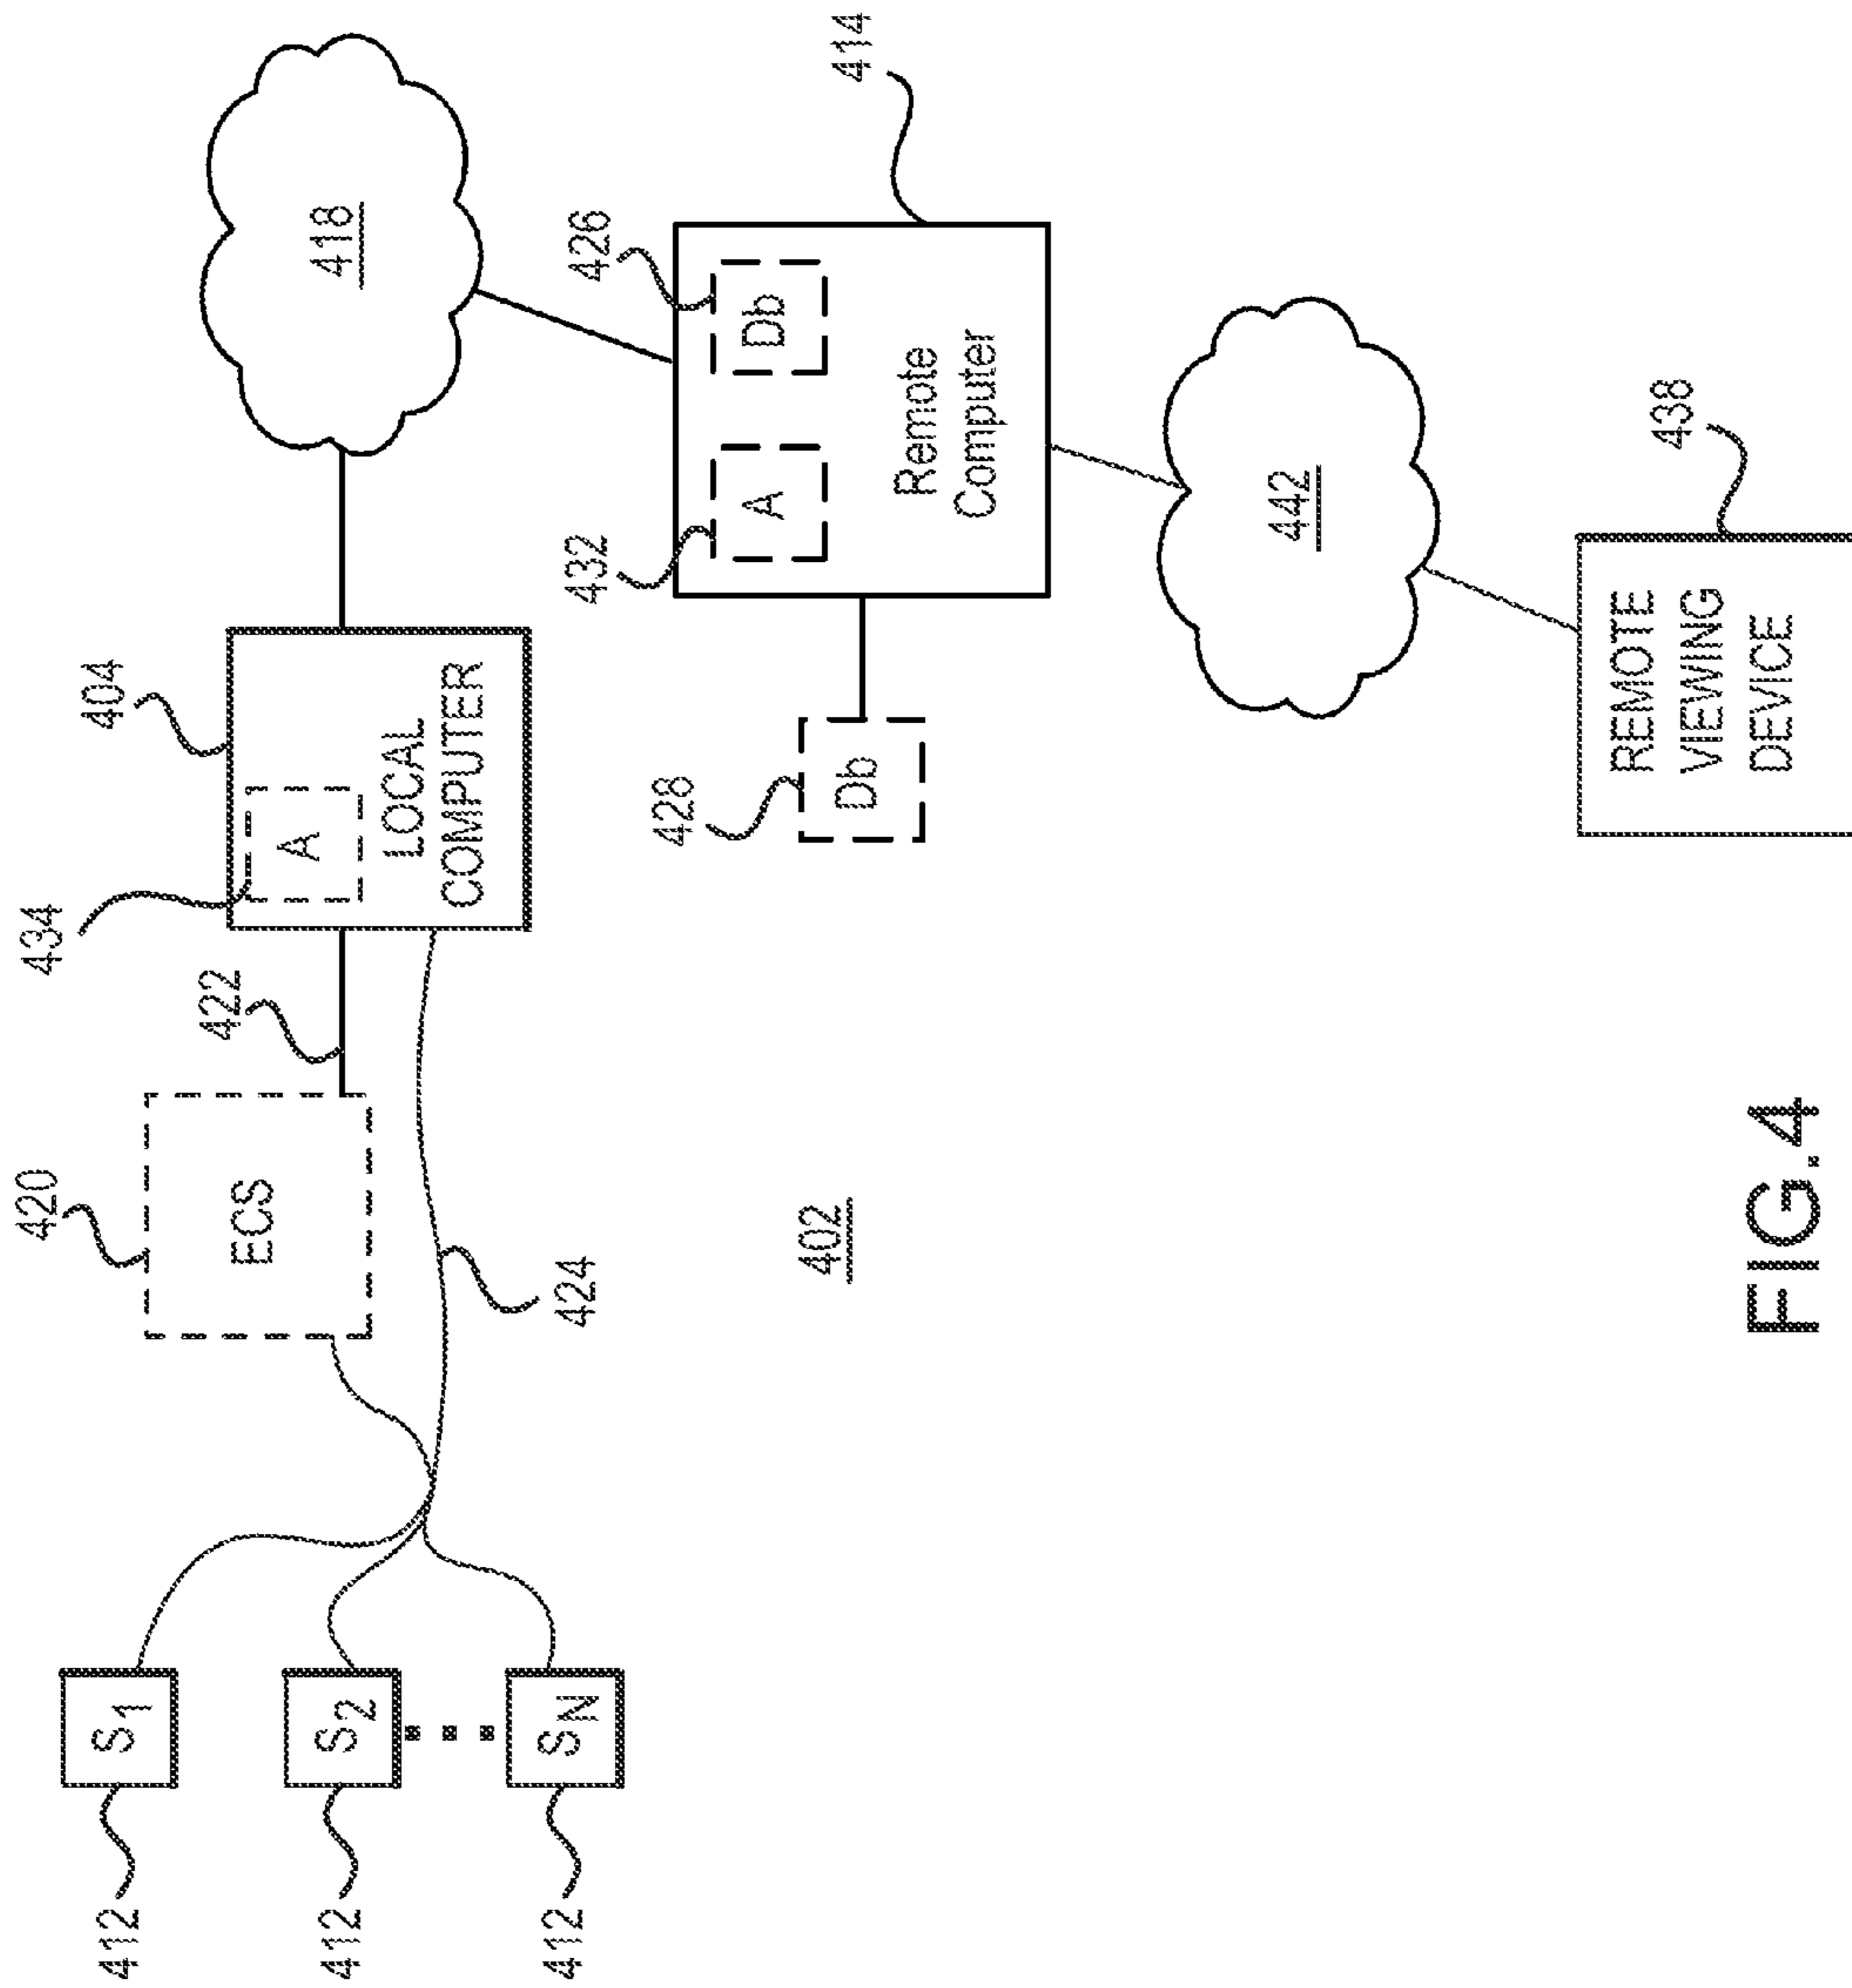 412
S1
412
S2
412
SN
420
ECS
422
424
434
A
404
LOCAL
COMPUTER
418
402
428
Db
432
A
426
Db
Remote
Computer
414
442
438
REMOTE
VIEWING
DEVICE
FIG.4